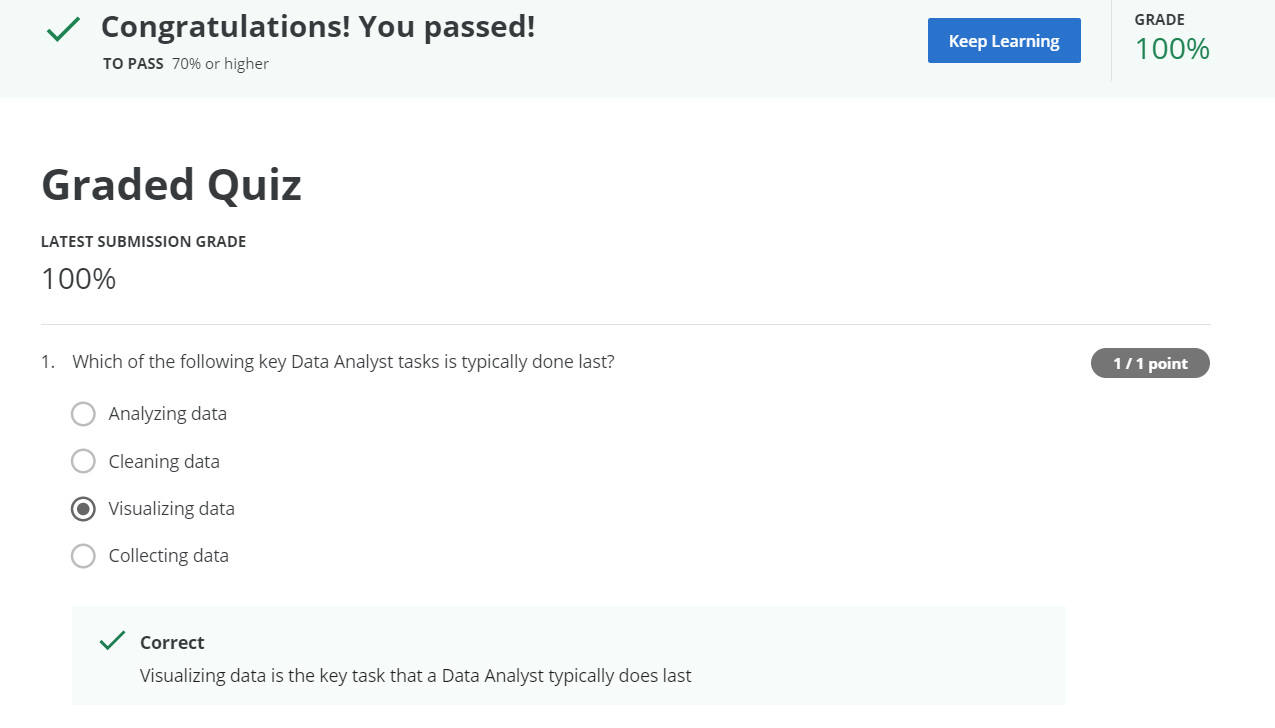 Congratulations! You passed!
TO PASS 70% or higher
Keep Learning
GRADE
100%
Graded Quiz
LATEST SUBMISSION GRADE
100%
1. Which of the following key Data Analyst tasks is typically done last?
1 / 1 point
Analyzing data
Cleaning data
Visualizing data
Collecting data
Correct
Visualizing data is the key task that a Data Analyst typically does last